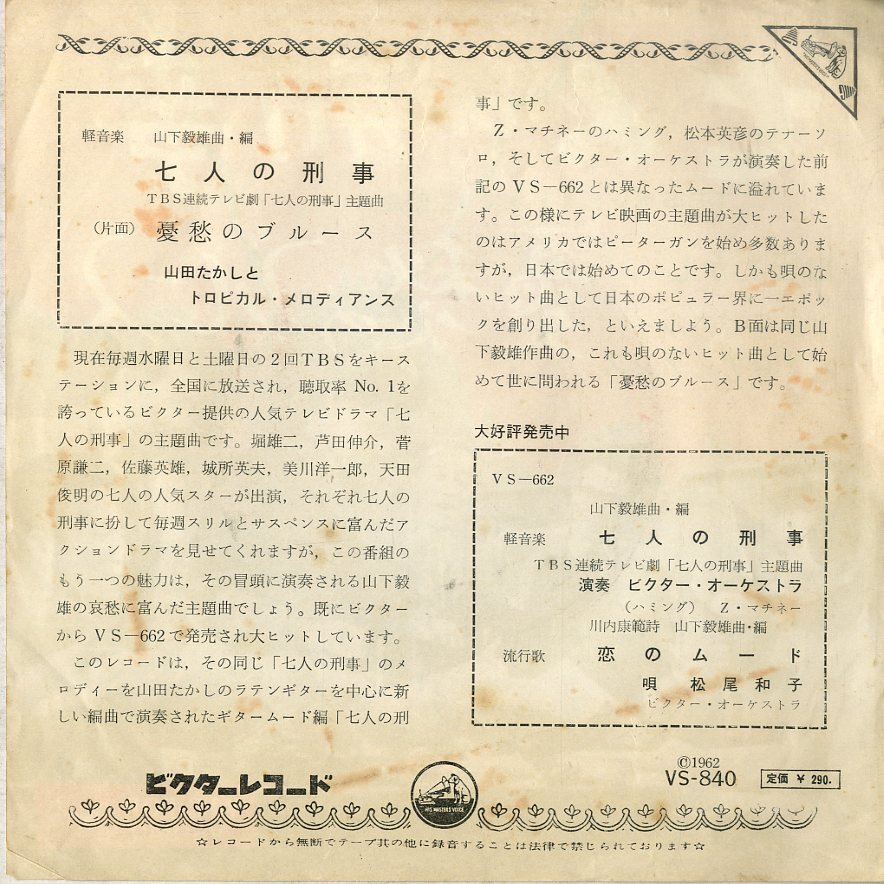 軽音楽 山下毅雄曲・編
七人の刑事
TBS連続テレビ劇「七人の刑事」主題曲
(片面) 憂愁のブルース
山田たかしと
トロピカル・メロディアンス
現在毎週水曜日と土曜日の2回TBSをキース
テーションに，全国に放送され，聴取率 No. 1を
誇っているビクター提供の人気テレビドラマ「七
人の刑事」の主題曲です。堀雄二，芦田伸介，菅
原謙二，佐藤英雄，城所英夫，美川洋一郎，天田
俊明の七人の人気スターが出演，それぞれ七人の
刑事に扮して毎週スリルとサスペンスに富んだア
クションドラマを見せてくれますが，この番組の
もう一つの魅力は，その冒頭に演奏される山下毅
雄の哀愁に富んだ主題曲でしょう。既にビクター
から VS—662で発売され大ヒットしています。
このレコードは，その同じ「七人の刑事」のメ
ロディーを山田たかしのラテンギターを中心に新
しい編曲で演奏されたギタームード編「七人の刑
事」です。
Z・マチネーのハミング，松本英彦のテナーソ
ロ，そしてビクター・オーケストラが演奏した前
記の VS—662とは異なったムードに溢れていま
す。この様にテレビ映画の主題曲が大ヒットした
のはアメリカではピーターガンを始め多数ありま
すが，日本では始めてのことです。しかも唄のな
いヒット曲として日本のポピュラー界に一エポッ
クを創り出した，といえましよう。B面は同じ山
下毅雄作曲の，これも唄のないヒット曲として始
めて世に問われる「憂愁のブルース」です。
大好評発売中
VS—662
山下毅雄曲・編
軽音楽 七人の刑事
TBS連続テレビ劇「七人の刑事」主題曲
演奏 ビクター・オーケストラ
(ハミング) Z・マチネー
川内康範詩 山下毅雄曲・編
流行歌 恋のムード
唄 松尾和子
ビクター・オーケストラ
ビクターレコード
HIS MASTER'S VOICE
©1962
VS-840 定価 ¥ 290.
☆レコードから無断でテープ其の他に録音することは法律で禁じられております☆